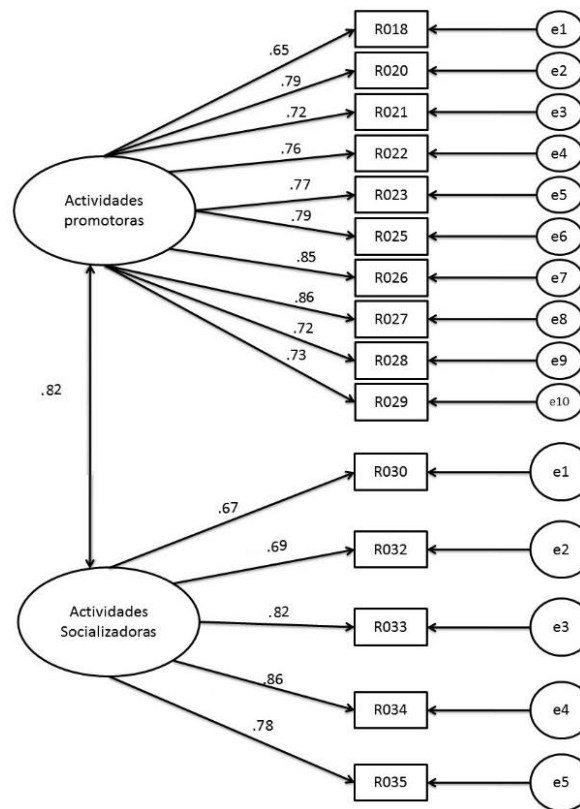 R018
e1
.65
R020
e2
.79
R021
e3
.72
R022
e4
.76
Actividades
promotoras
R023
e5
.77
R025
e6
.79
R026
e7
.85
R027
e8
.86
R028
e9
.72
R029
e10
.73
.82
R030
e1
.67
R032
e2
.69
Actividades
Socializadoras
R033
e3
.82
R034
e4
.86
R035
e5
.78